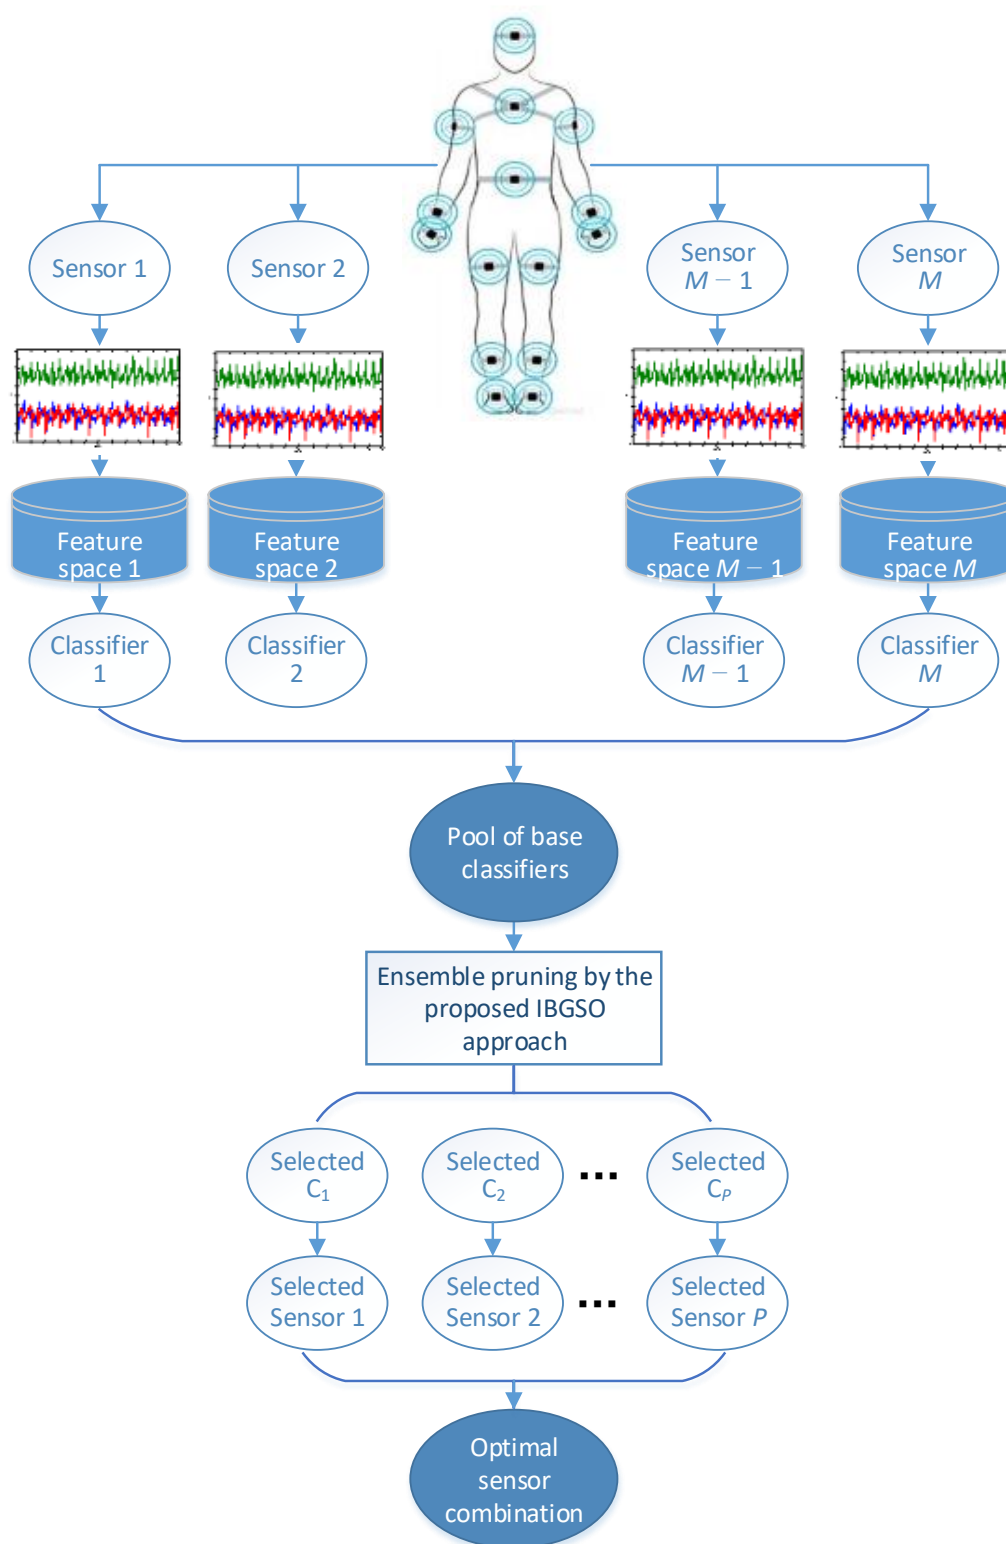 Sensor 1
Sensor 2
Sensor
M − 1
Sensor
M
Feature
space 1
Feature
space 2
Feature
space M − 1
Feature
space M
Classifier
1
Classifier
2
Classifier
M − 1
Classifier
M
Pool of base
classifiers
Ensemble pruning by the
proposed IBGSO
approach
Selected
C1
Selected
C2
...
Selected
CP
Selected
Sensor 1
Selected
Sensor 2
...
Selected
Sensor P
Optimal
sensor
combination